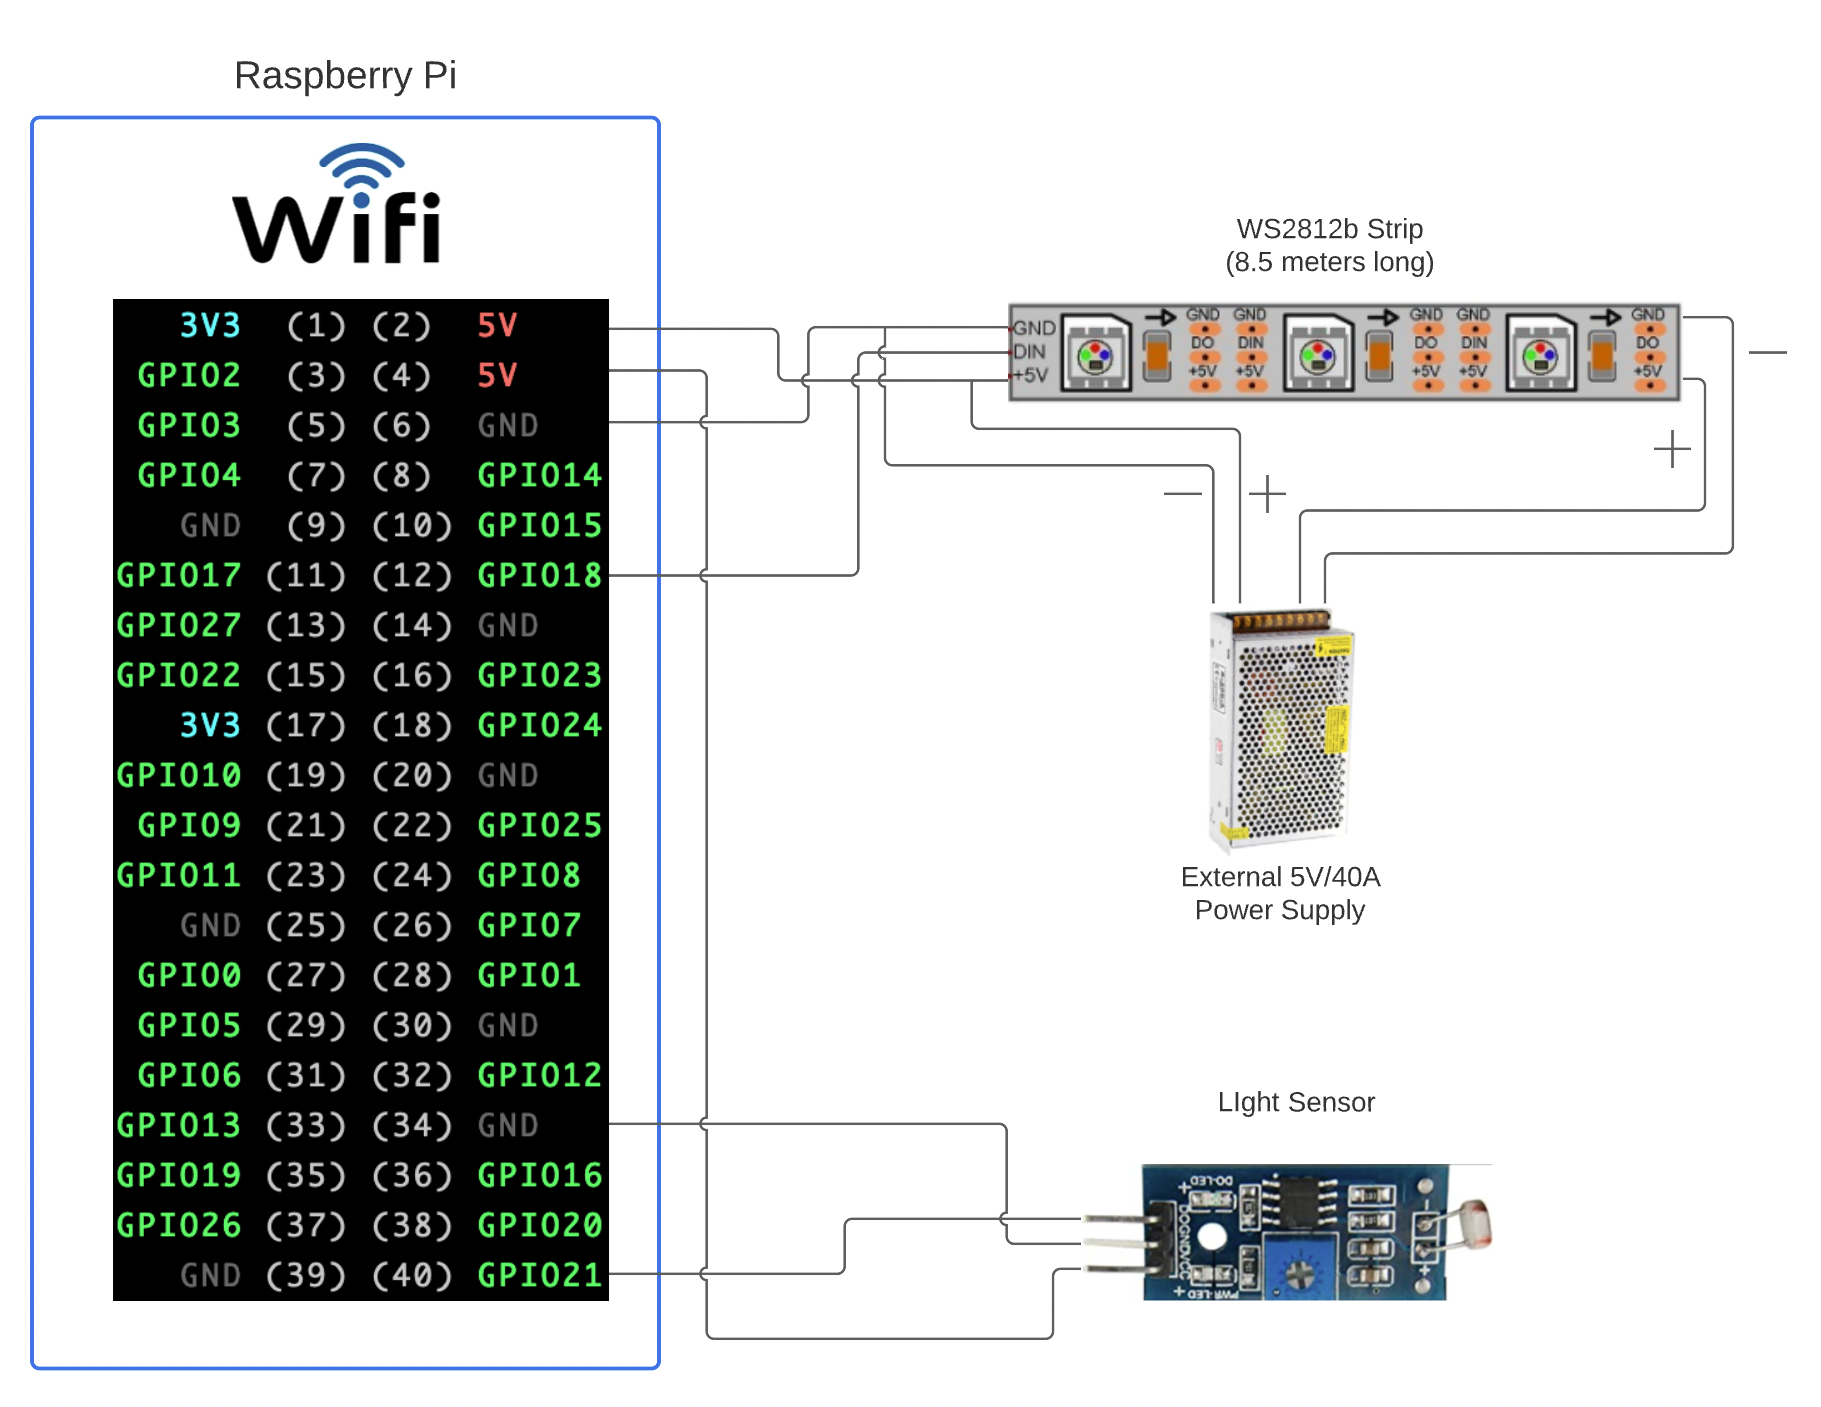 Raspberry Pi
Wifi
3V3 (1) (2) 5V
GPIO2 (3) (4) 5V
GPIO3 (5) (6) GND
GPIO4 (7) (8) GPIO14
GND (9) (10) GPIO15
GPIO17 (11) (12) GPIO18
GPIO27 (13) (14) GND
GPIO22 (15) (16) GPIO23
3V3 (17) (18) GPIO24
GPIO10 (19) (20) GND
GPIO9 (21) (22) GPIO25
GPIO11 (23) (24) GPIO8
GND (25) (26) GPIO7
GPIO0 (27) (28) GPIO1
GPIO5 (29) (30) GND
GPIO6 (31) (32) GPIO12
GPIO13 (33) (34) GND
GPIO19 (35) (36) GPIO16
GPIO26 (37) (38) GPIO20
GND (39) (40) GPIO21
WS2812b Strip
(8.5 meters long)
GND GND GND GND GND GND
DIN DO DIN DO DIN DO
+5V +5V +5V +5V +5V +5V
− +
+
−
External 5V/40A
Power Supply
LIght Sensor
+ DO-LED
DO GND VCC
+ PWR-LED
−
+